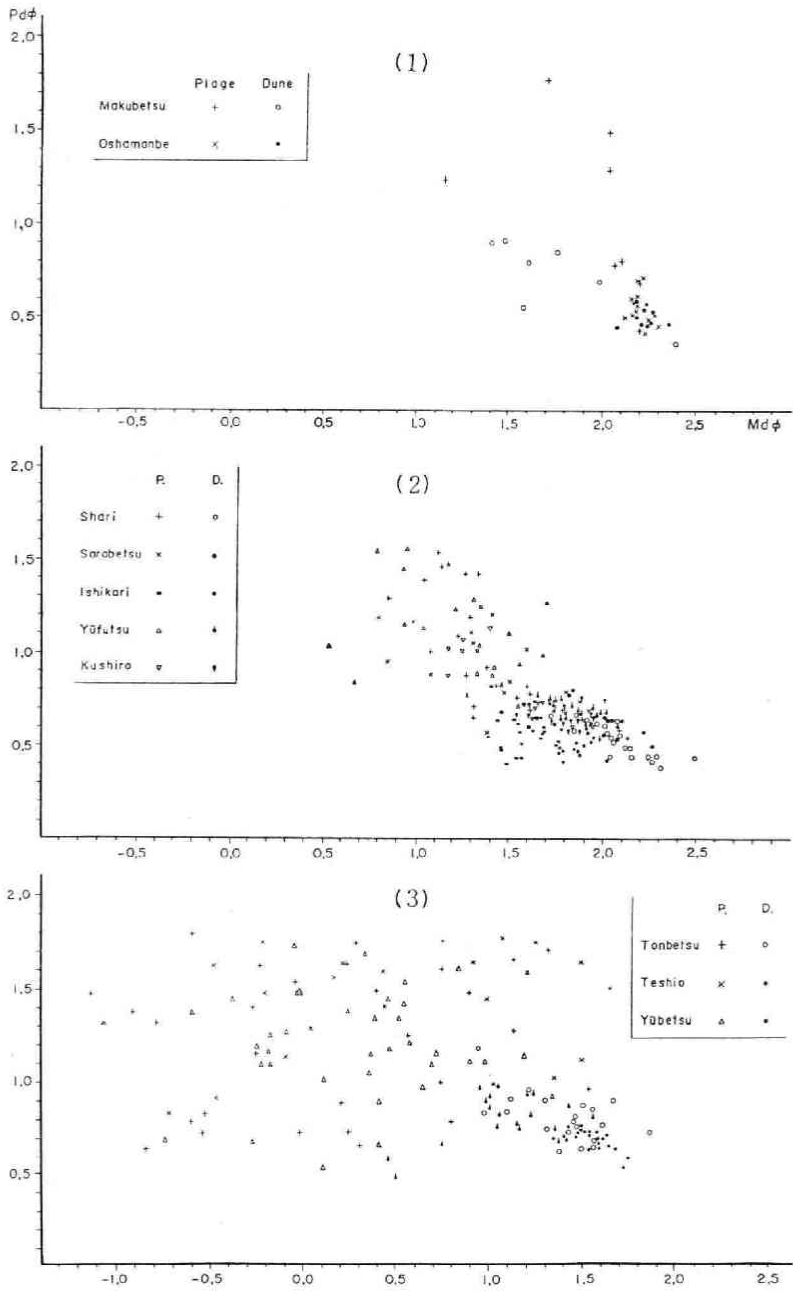 Pdϕ
2.0
(1)
Plage Dune
Makubetsu + o
Oshamanbe × •
1.5
1.0
0.5
-0.5 0.0 0.5 1.0 1.5 2.0 2.5
Mdϕ
2.0
P. D.
(2)
Shari + o
Sarobetsu × •
Ishikari
Yūfutsu △
Kushiro ▽
1.5
1.0
0.5
-0.5 0.0 0.5 1.0 1.5 2.0 2.5
2.0
(3)
P. D.
Tonbetsu + o
Teshio × •
Yūbetsu △
1.5
1.0
0.5
-1.0 -0.5 0.0 0.5 1.0 1.5 2.0 2.5